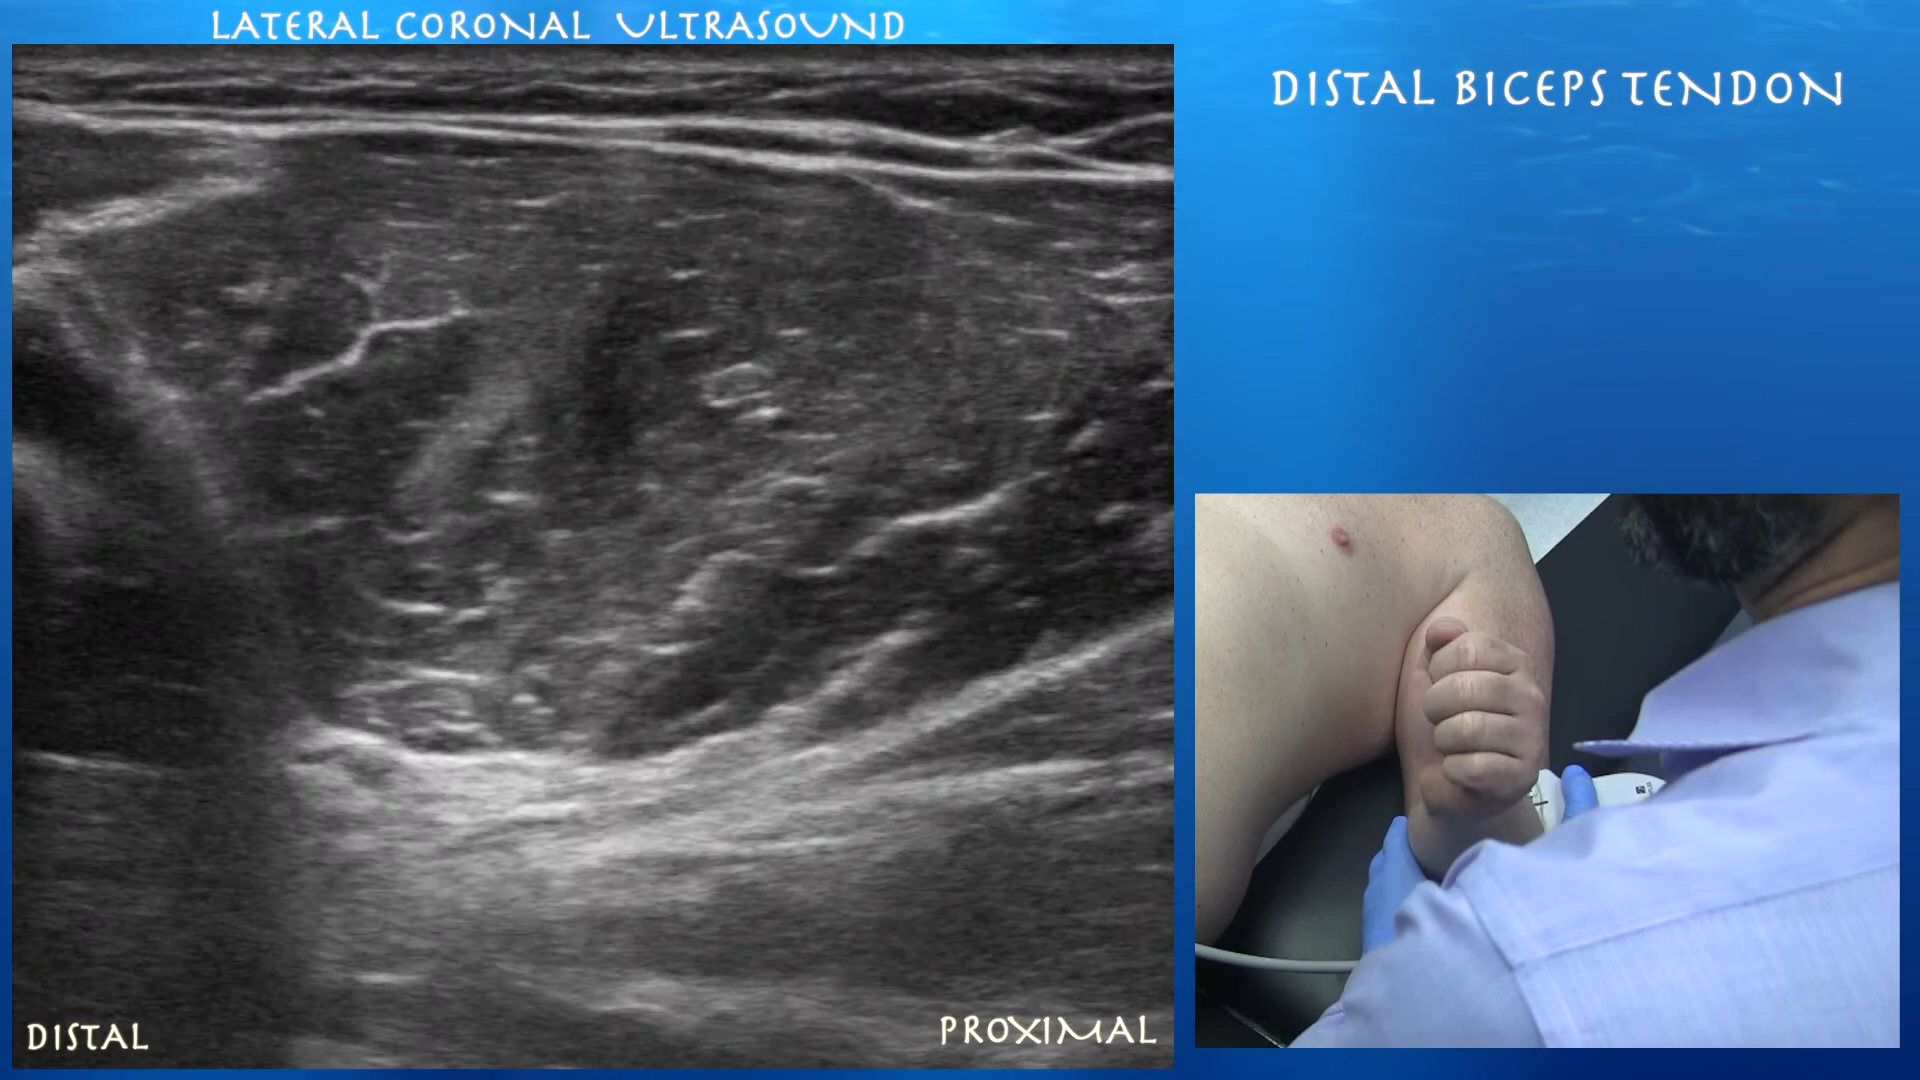 LATERAL CORONAL ULTRASOUND
DISTAL BICEPS TENDON
DISTAL
PROXIMAL